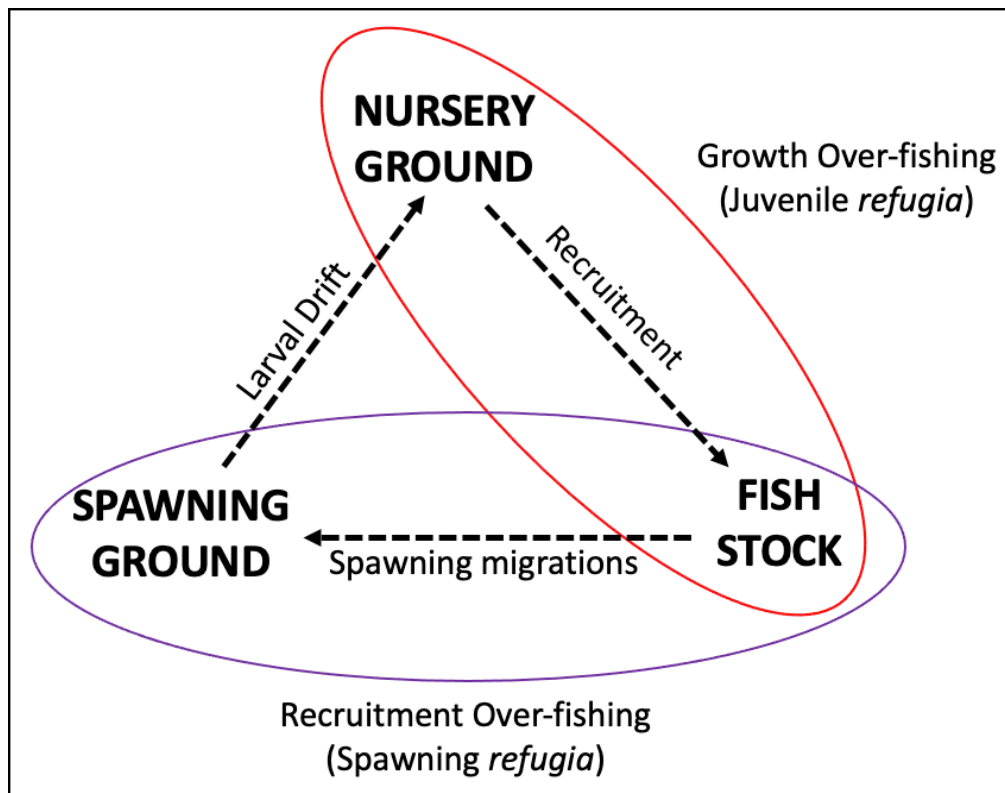 NURSERY
GROUND
Growth Over-fishing
(Juvenile refugia)
Larval Drift
Recruitment
SPAWNING
GROUND
FISH
STOCK
Spawning migrations
Recruitment Over-fishing
(Spawning refugia)